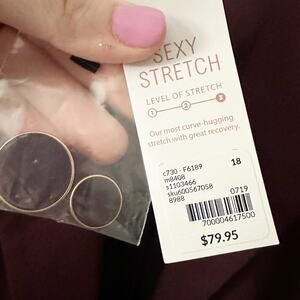 SEXY
STRETCH
LEVEL OF STRETCH
1 2 3
Our most curve-hugging
stretch with great recovery.
c730 - F6189 18
m8408
s1103466
sku600567058
8988 0719
700004617500
$79.95